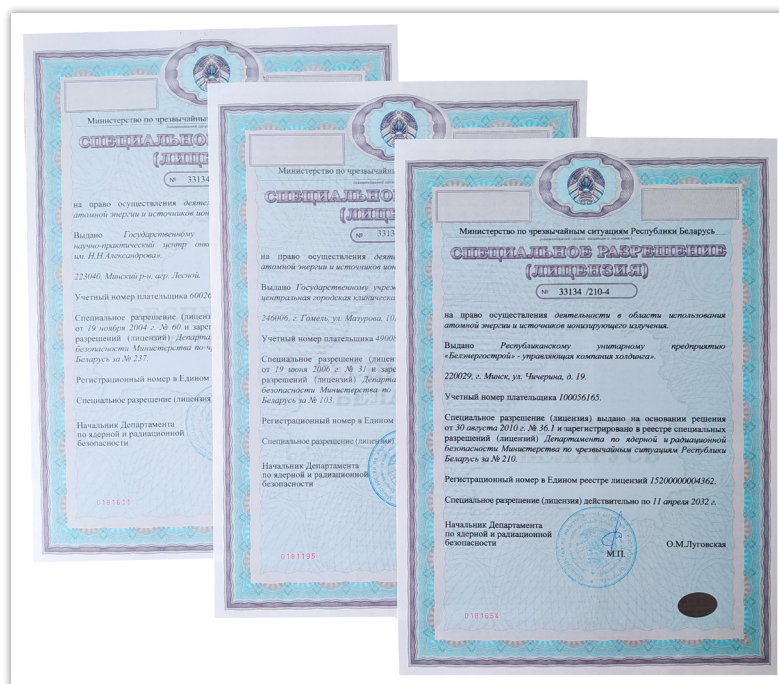 Министерство по чрезвычайным
СПЕЦИАЛЬНО
(ЛИЦЕН
№ 33134
на право осуществления
атомной энергии и источников
Выдано Государственному
научно-практический центр
им. Н.Н.Александрова».
223040, Минский р-н, агр. Лесной.
Учетный номер плательщика
Специальное разрешение (лицензия)
от 19 ноября 2004 г. № 60 и
разрешений (лицензий)
безопасности Министерства по
Беларусь за № 237.
Регистрационный номер в Едином
Специальное разрешение (лицензия)
Начальник Департамента
по ядерной и радиационной
безопасности
Министерство по чрезвычайным
СПЕЦИАЛЬНО
(ЛИЦЕН
№ 3313
на право осуществления
атомной энергии и источников
Выдано Государственному
центральная городская клиническая
246006, г. Гомель, ул. Мазурова,
Учетный номер плательщика
Специальное разрешение
от 19 июня 2006 г. № 31 и
разрешений (лицензий)
безопасности Министерства по
Беларусь за № 103.
Регистрационный номер в Едином
Специальное разрешение (лицензия)
Начальник Департамента
по ядерной и радиационной
безопасности
0181195
Министерство по чрезвычайным ситуациям Республики Беларусь
СПЕЦИАЛЬНОЕ РАЗРЕШЕНИЕ
(ЛИЦЕНЗИЯ)
№ 33134 /210-4
на право осуществления деятельности в области использования
атомной энергии и источников ионизирующего излучения.
Выдано Республиканскому унитарному предприятию
«Белэнергострой» - управляющая компания холдинга».
220029, г. Минск, ул. Чичерина, д. 19.
Учетный номер плательщика 100056165.
Специальное разрешение (лицензия) выдано на основании решения
от 30 августа 2010 г. № 36.1 и зарегистрировано в реестре специальных
разрешений (лицензий) Департамента по ядерной и радиационной
безопасности Министерства по чрезвычайным ситуациям Республики
Беларусь за № 210.
Регистрационный номер в Едином реестре лицензий 15200000004362.
Специальное разрешение (лицензия) действительно по 11 апреля 2032 г.
Начальник Департамента
по ядерной и радиационной
безопасности
М.П.
О.М.Луговская
0181654